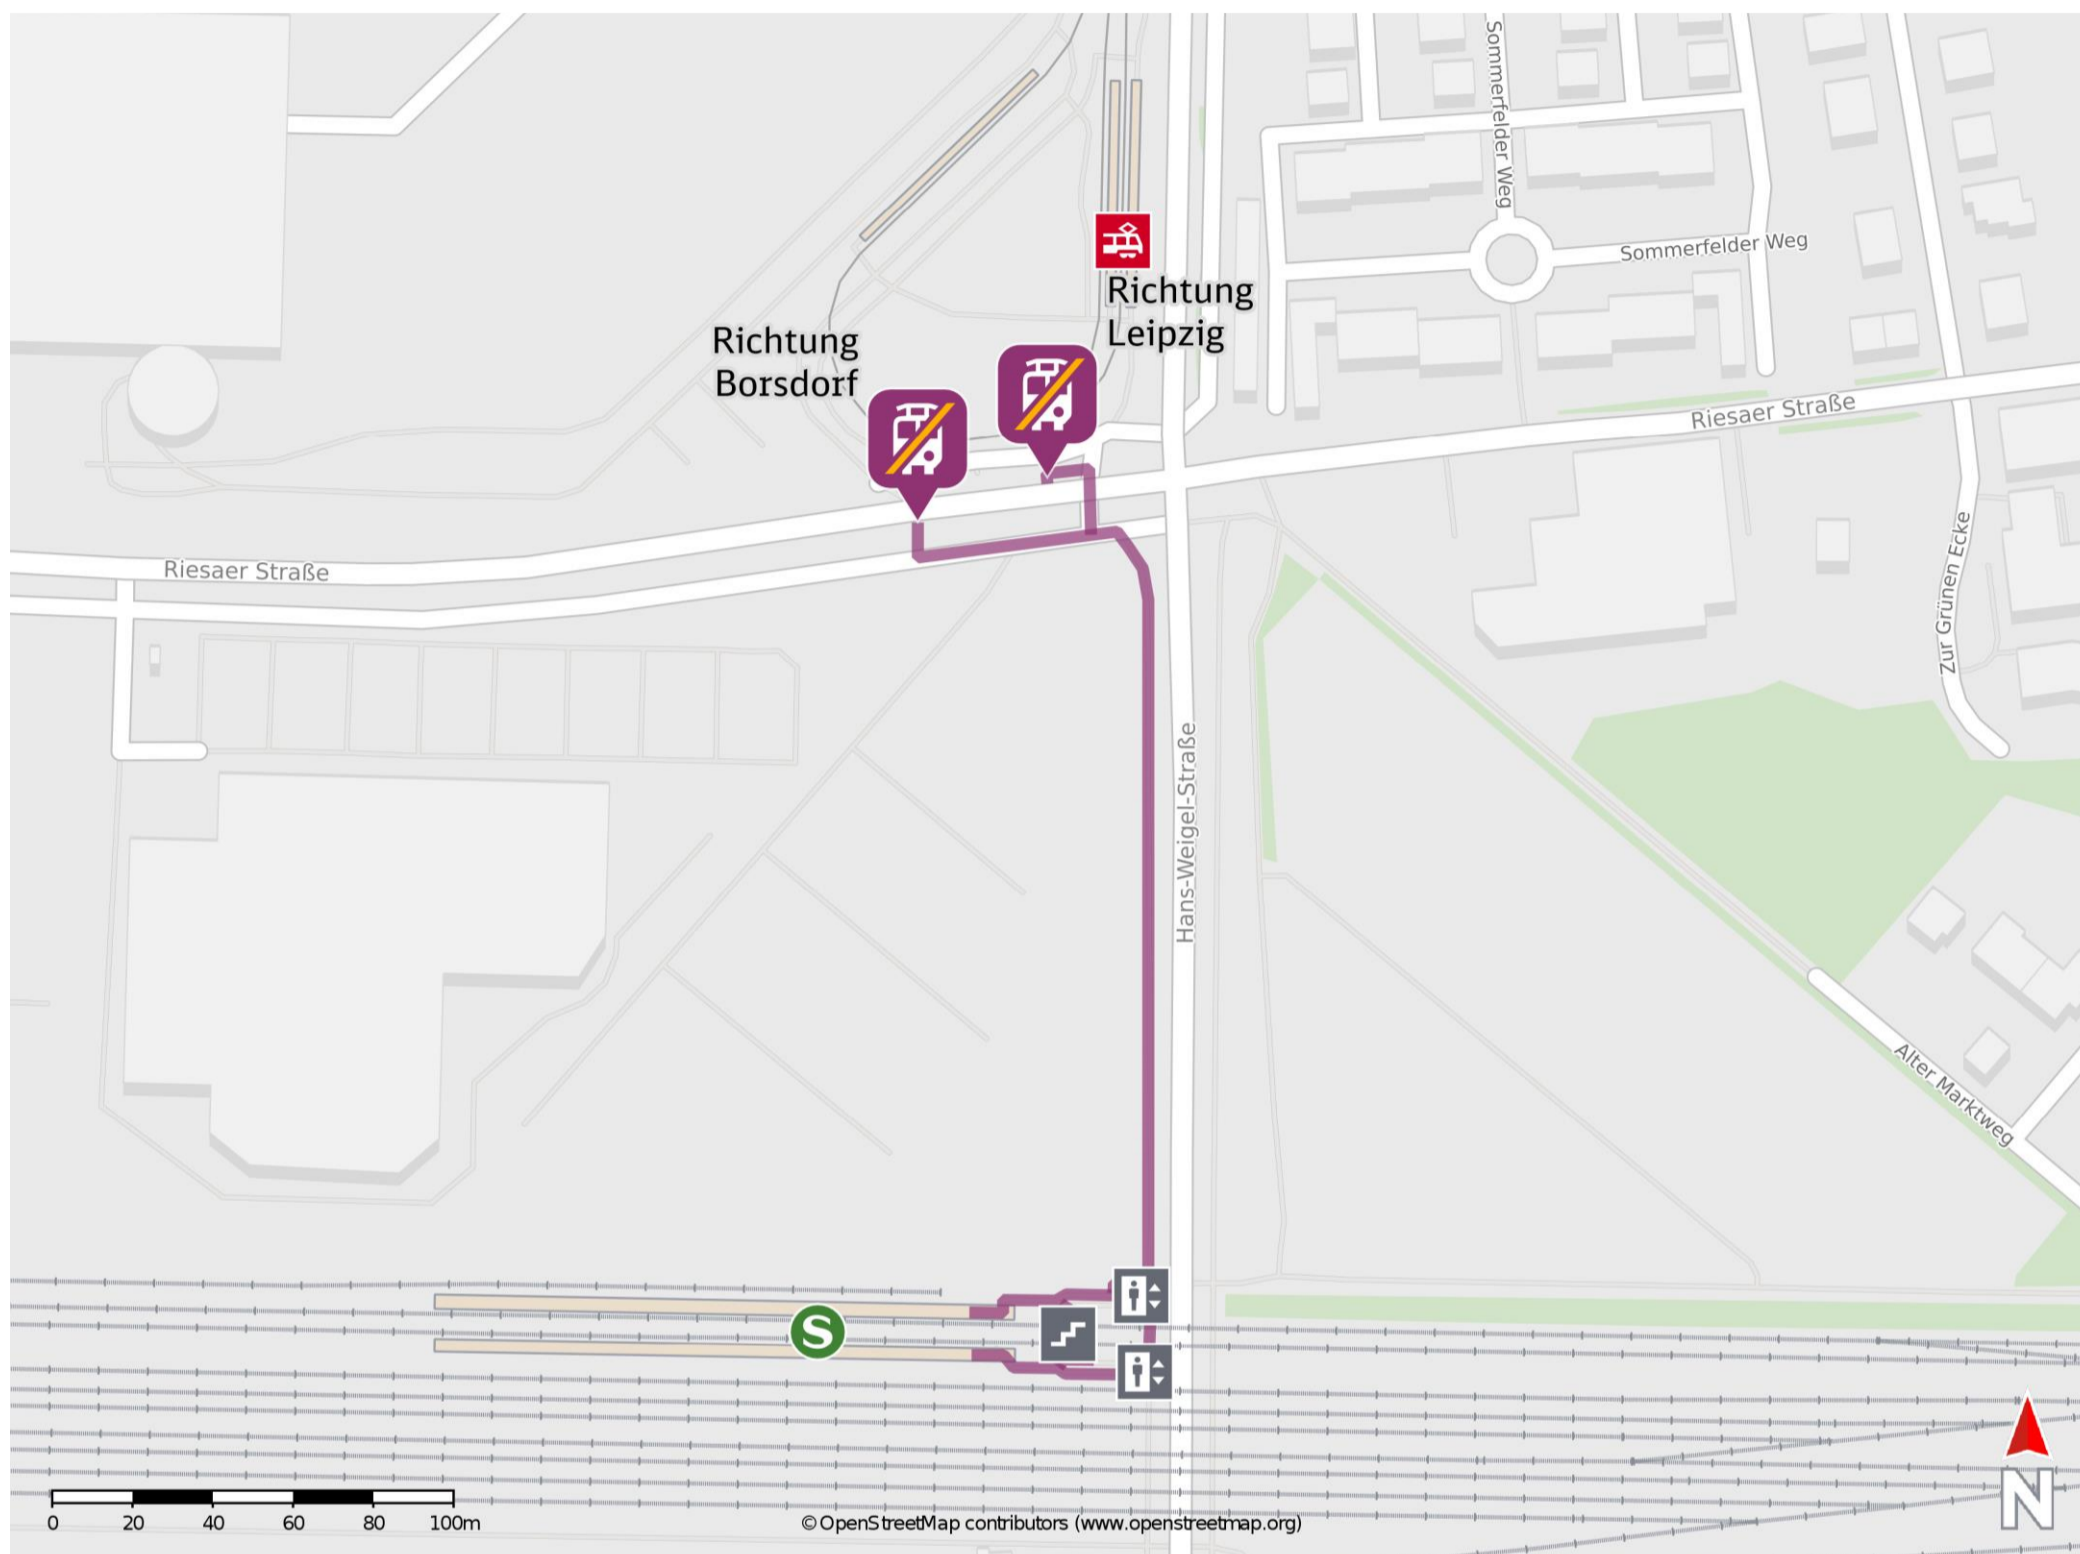 Sommerfelder Weg
Sommerfelder Weg
Richtung
Leipzig
Richtung
Borsdorf
Riesaer Straße
Riesaer Straße
Zur Grünen Ecke
Hans-Weigel-Straße
Alter Marktweg
S
N
0 20 40 60 80 100m
©OpenStreetMap contributors (www.openstreetmap.org)